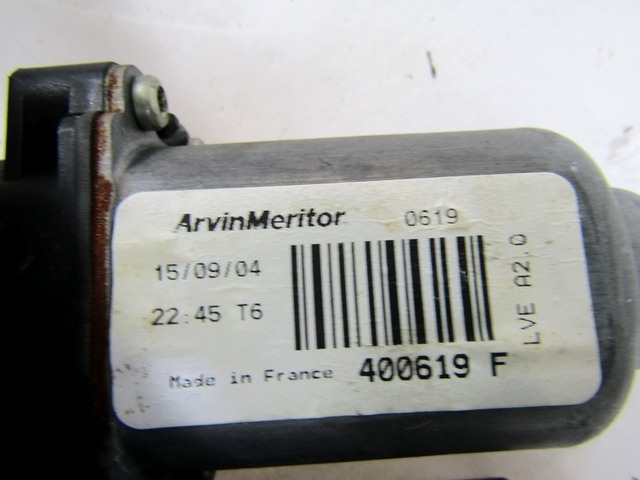 ArvinMeritor 0619
15/09/04
22:45 T6
Made in France 400619 F
LVE A2.0